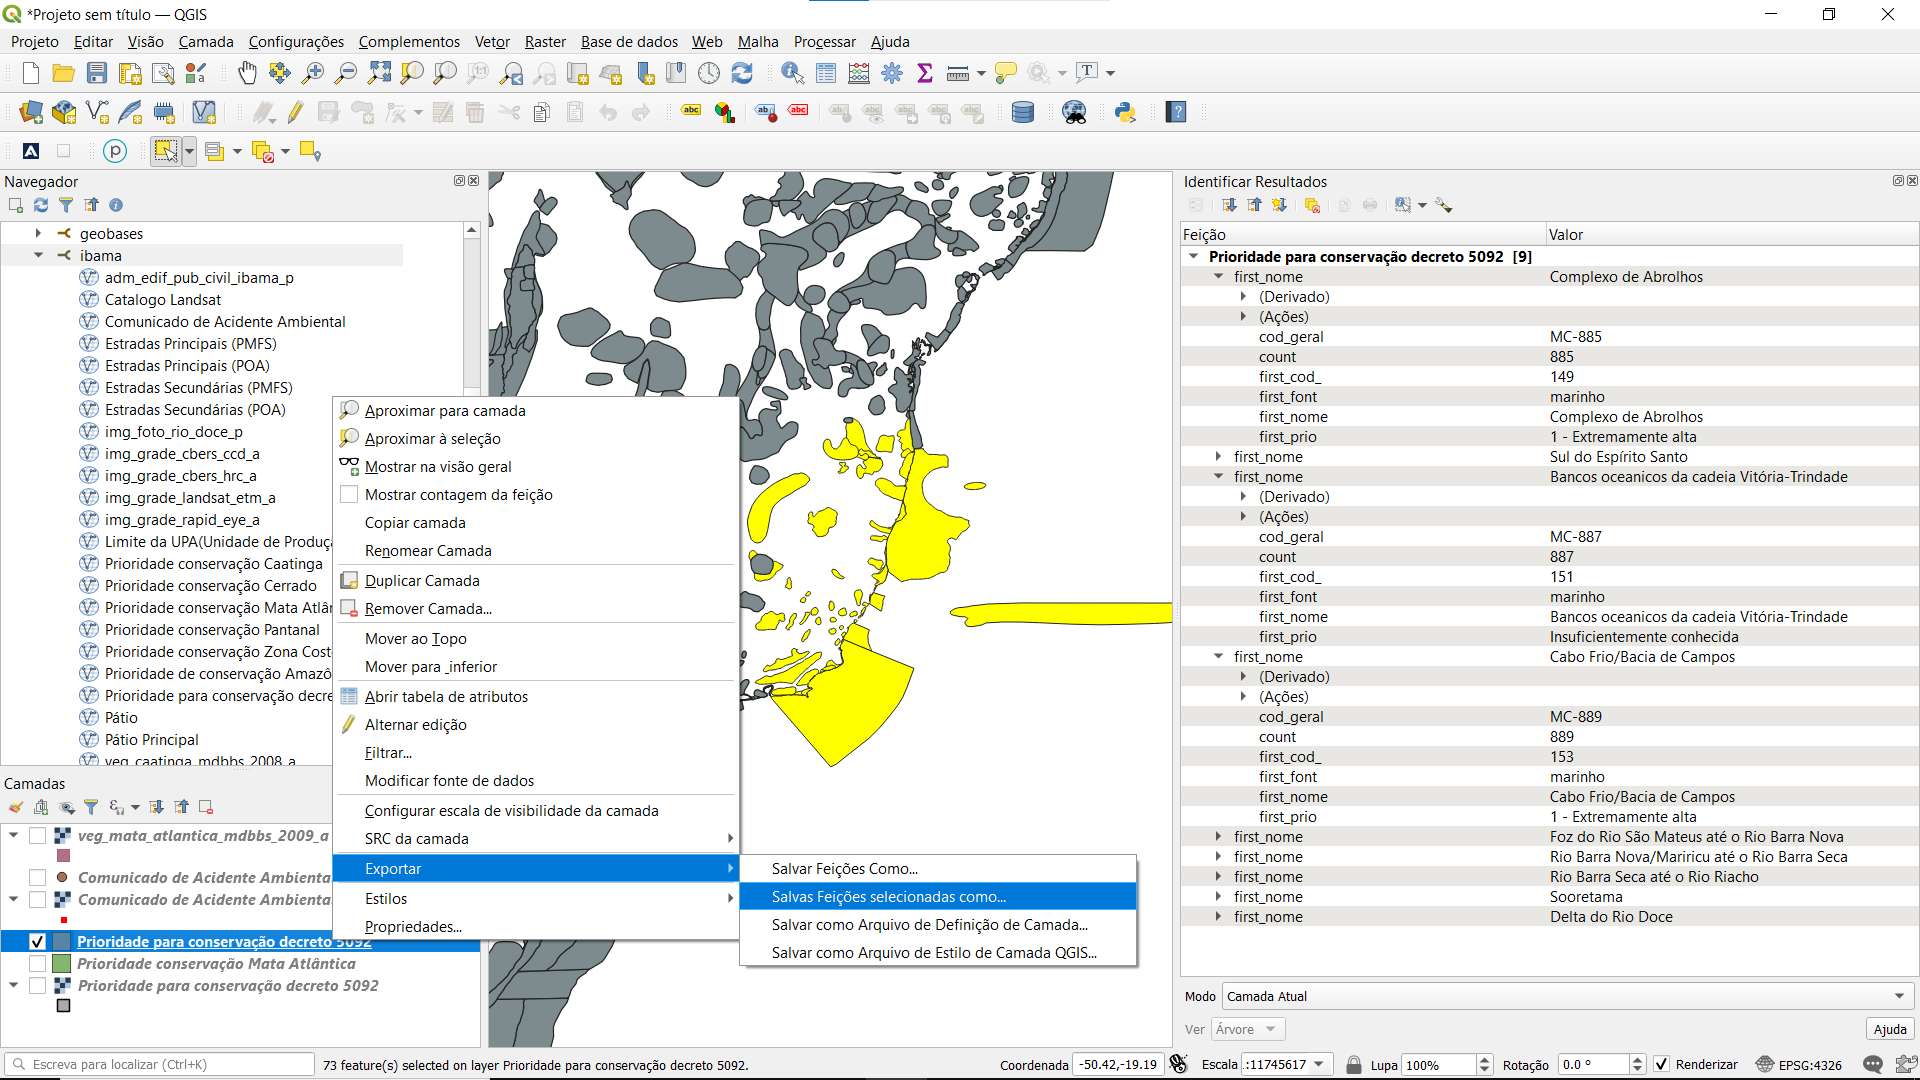 *Projeto sem título — QGIS
Projeto Editar Visão Camada Configurações Complementos Vetor Raster Base de dados Web Malha Processar Ajuda
Navegador
geobases
ibama
adm_edif_pub_civil_ibama_p
Catalogo Landsat
Comunicado de Acidente Ambiental
Estradas Principais (PMFS)
Estradas Principais (POA)
Estradas Secundárias (PMFS)
Estradas Secundárias (POA)
img_foto_rio_doce_p
img_grade_cbers_ccd_a
img_grade_cbers_hrc_a
img_grade_landsat_etm_a
img_grade_rapid_eye_a
Limite da UPA(Unidade de Produça
Prioridade conservação Caatinga
Prioridade conservação Cerrado
Prioridade conservação Mata Atlân
Prioridade conservação Pantanal
Prioridade conservação Zona Cost
Prioridade de conservação Amazô
Prioridade para conservação decre
Pátio
Pátio Principal
veg_caatinga_mdbbs_2008_a
Camadas
veg_mata_atlantica_mdbbs_2009_a
Comunicado de Acidente Ambienta
Comunicado de Acidente Ambienta
Prioridade para conservação decreto 5092
Prioridade conservação Mata Atlântica
Prioridade para conservação decreto 5092
Aproximar para camada
Aproximar à seleção
Mostrar na visão geral
Mostrar contagem da feição
Copiar camada
Renomear Camada
Duplicar Camada
Remover Camada...
Mover ao Topo
Mover para _inferior
Abrir tabela de atributos
Alternar edição
Filtrar...
Modificar fonte de dados
Configurar escala de visibilidade da camada
SRC da camada
Exportar
Estilos
Propriedades...
Salvar Feições Como...
Salvas Feições selecionadas como...
Salvar como Arquivo de Definição de Camada...
Salvar como Arquivo de Estilo de Camada QGIS...
Identificar Resultados
Feição Valor
Prioridade para conservação decreto 5092 [9]
first_nome Complexo de Abrolhos
(Derivado)
(Ações)
cod_geral MC-885
count 885
first_cod_ 149
first_font marinho
first_nome Complexo de Abrolhos
first_prio 1 - Extremamente alta
first_nome Sul do Espírito Santo
first_nome Bancos oceanicos da cadeia Vitória-Trindade
(Derivado)
(Ações)
cod_geral MC-887
count 887
first_cod_ 151
first_font marinho
first_nome Bancos oceanicos da cadeia Vitória-Trindade
first_prio Insuficientemente conhecida
first_nome Cabo Frio/Bacia de Campos
(Derivado)
(Ações)
cod_geral MC-889
count 889
first_cod_ 153
first_font marinho
first_nome Cabo Frio/Bacia de Campos
first_prio 1 - Extremamente alta
first_nome Foz do Rio São Mateus até o Rio Barra Nova
first_nome Rio Barra Nova/Mariricu até o Rio Barra Seca
first_nome Rio Barra Seca até o Rio Riacho
first_nome Sooretama
first_nome Delta do Rio Doce
Modo Camada Atual
Ver Árvore Ajuda
Escreva para localizar (Ctrl+K) 73 feature(s) selected on layer Prioridade para conservação decreto 5092. Coordenada -50.42,-19.19 Escala .:11745617 Lupa 100% Rotação 0.0 ° Renderizar EPSG:4326